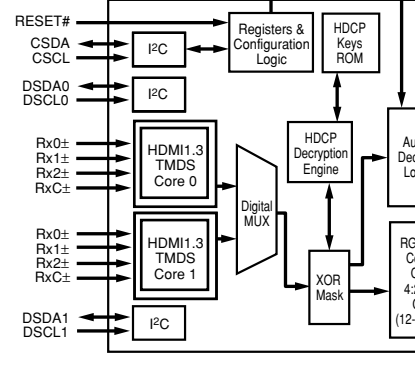 RESET#
CSDA
CSCL
I²C
Registers &
Configuration
Logic
HDCP
Keys
ROM
DSDA0
DSCL0
I²C
Rx0±
Rx1±
Rx2±
RxC±
HDMI1.3
TMDS
Core 0
Digital
MUX
HDCP
Decryption
Engine
Rx0±
Rx1±
Rx2±
RxC±
HDMI1.3
TMDS
Core 1
XOR
Mask
DSDA1
DSCL1
I²C